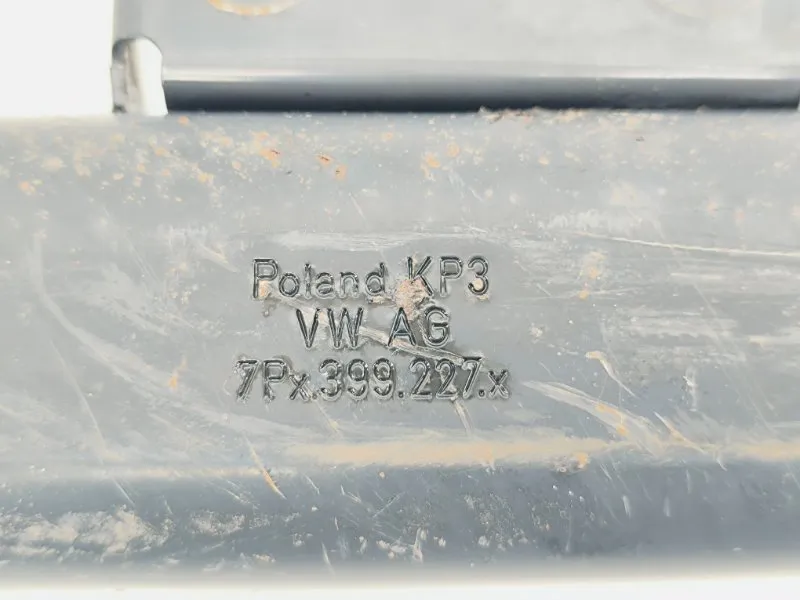 Poland KP3
VW AG
7Px.399.227.x